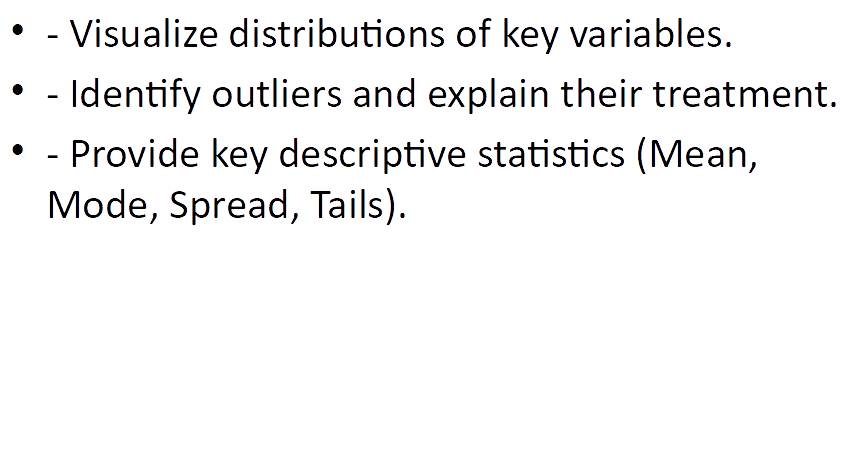 • - Visualize distributions of key variables.
• - Identify outliers and explain their treatment.
• - Provide key descriptive statistics (Mean,
Mode, Spread, Tails).